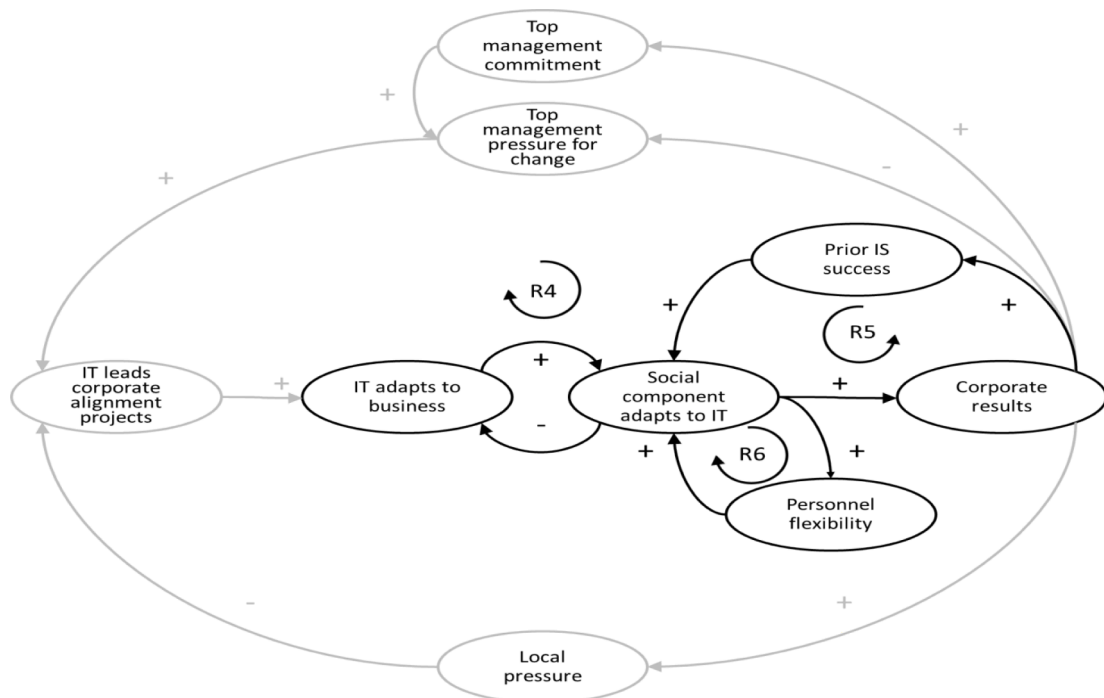 Top
management
commitment
+
+
Top
management
pressure for
change
-
+
Prior IS
success
R4
+
+
R5
IT leads
corporate
alignment
projects
+
IT adapts to
business
+
-
Social
component
adapts to IT
+
Corporate
results
+
R6
+
Personnel
flexibility
-
+
Local
pressure